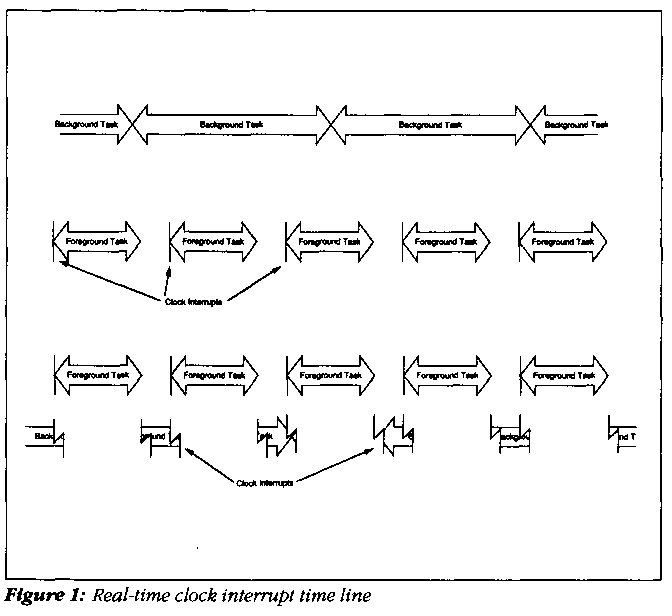 Background Task Background Task Background Task Background Task
Foreground Task Foreground Task Foreground Task Foreground Task Foreground Task
Clock Interrupts
Foreground Task Foreground Task Foreground Task Foreground Task Foreground Task
Back ground nd T
Clock Interrupts
Figure 1: Real-time clock interrupt time line